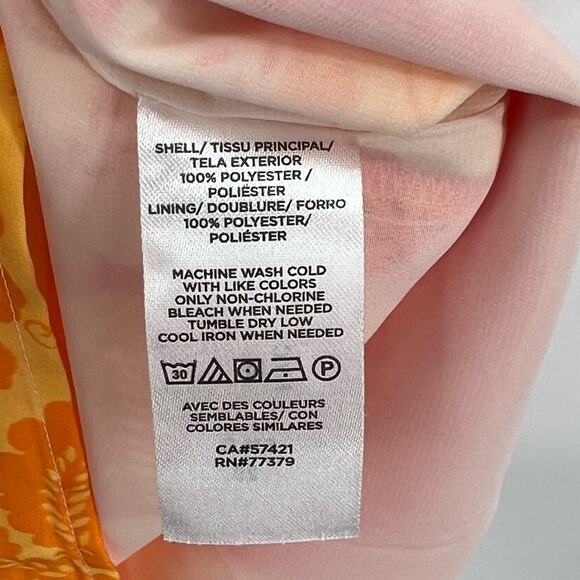 SHELL/ TISSU PRINCIPAL/
TELA EXTERIOR
100% POLYESTER /
POLIÉSTER
LINING/ DOUBLURE/ FORRO
100% POLYESTER/
POLIÉSTER
MACHINE WASH COLD
WITH LIKE COLORS
ONLY NON-CHLORINE
BLEACH WHEN NEEDED
TUMBLE DRY LOW
COOL IRON WHEN NEEDED
30 P
AVEC DES COULEURS
SEMBLABLES/ CON
COLORES SIMILARES
CA#57421
RN#77379